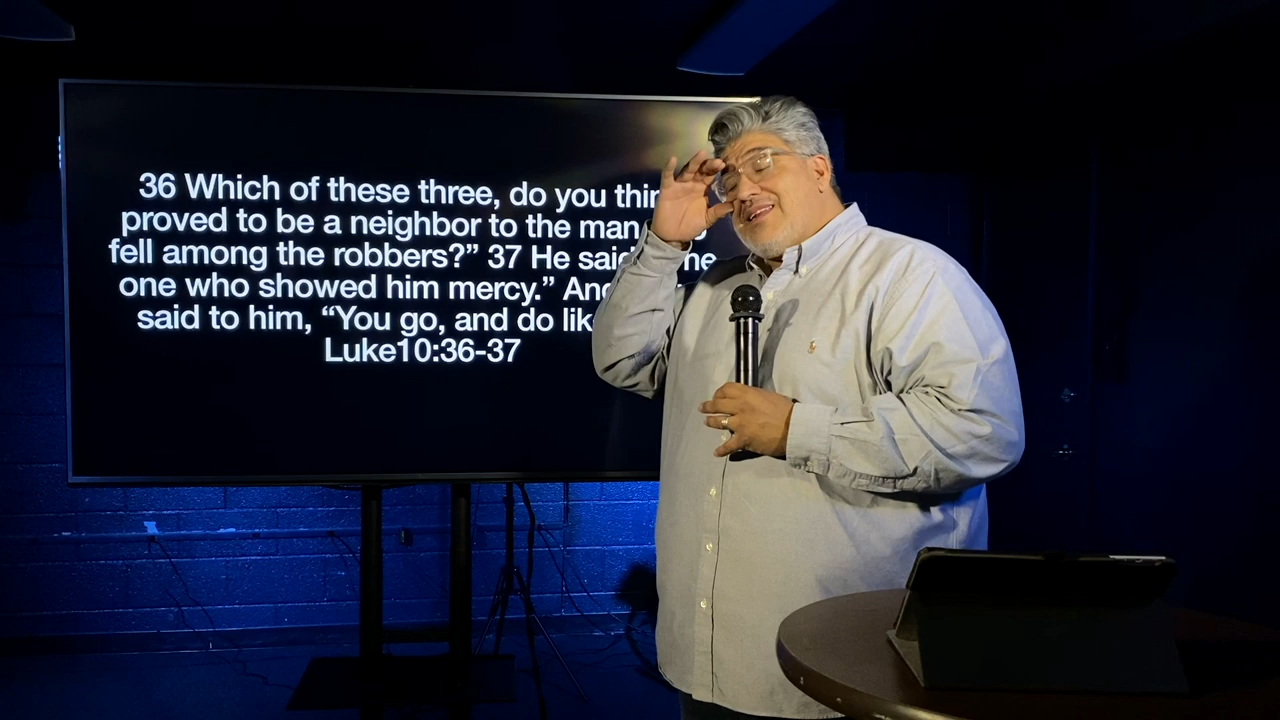 36 Which of these three, do you thin
proved to be a neighbor to the man
fell among the robbers?” 37 He said
one who showed him mercy.” And
said to him, “You go, and do lik
Luke10:36-37